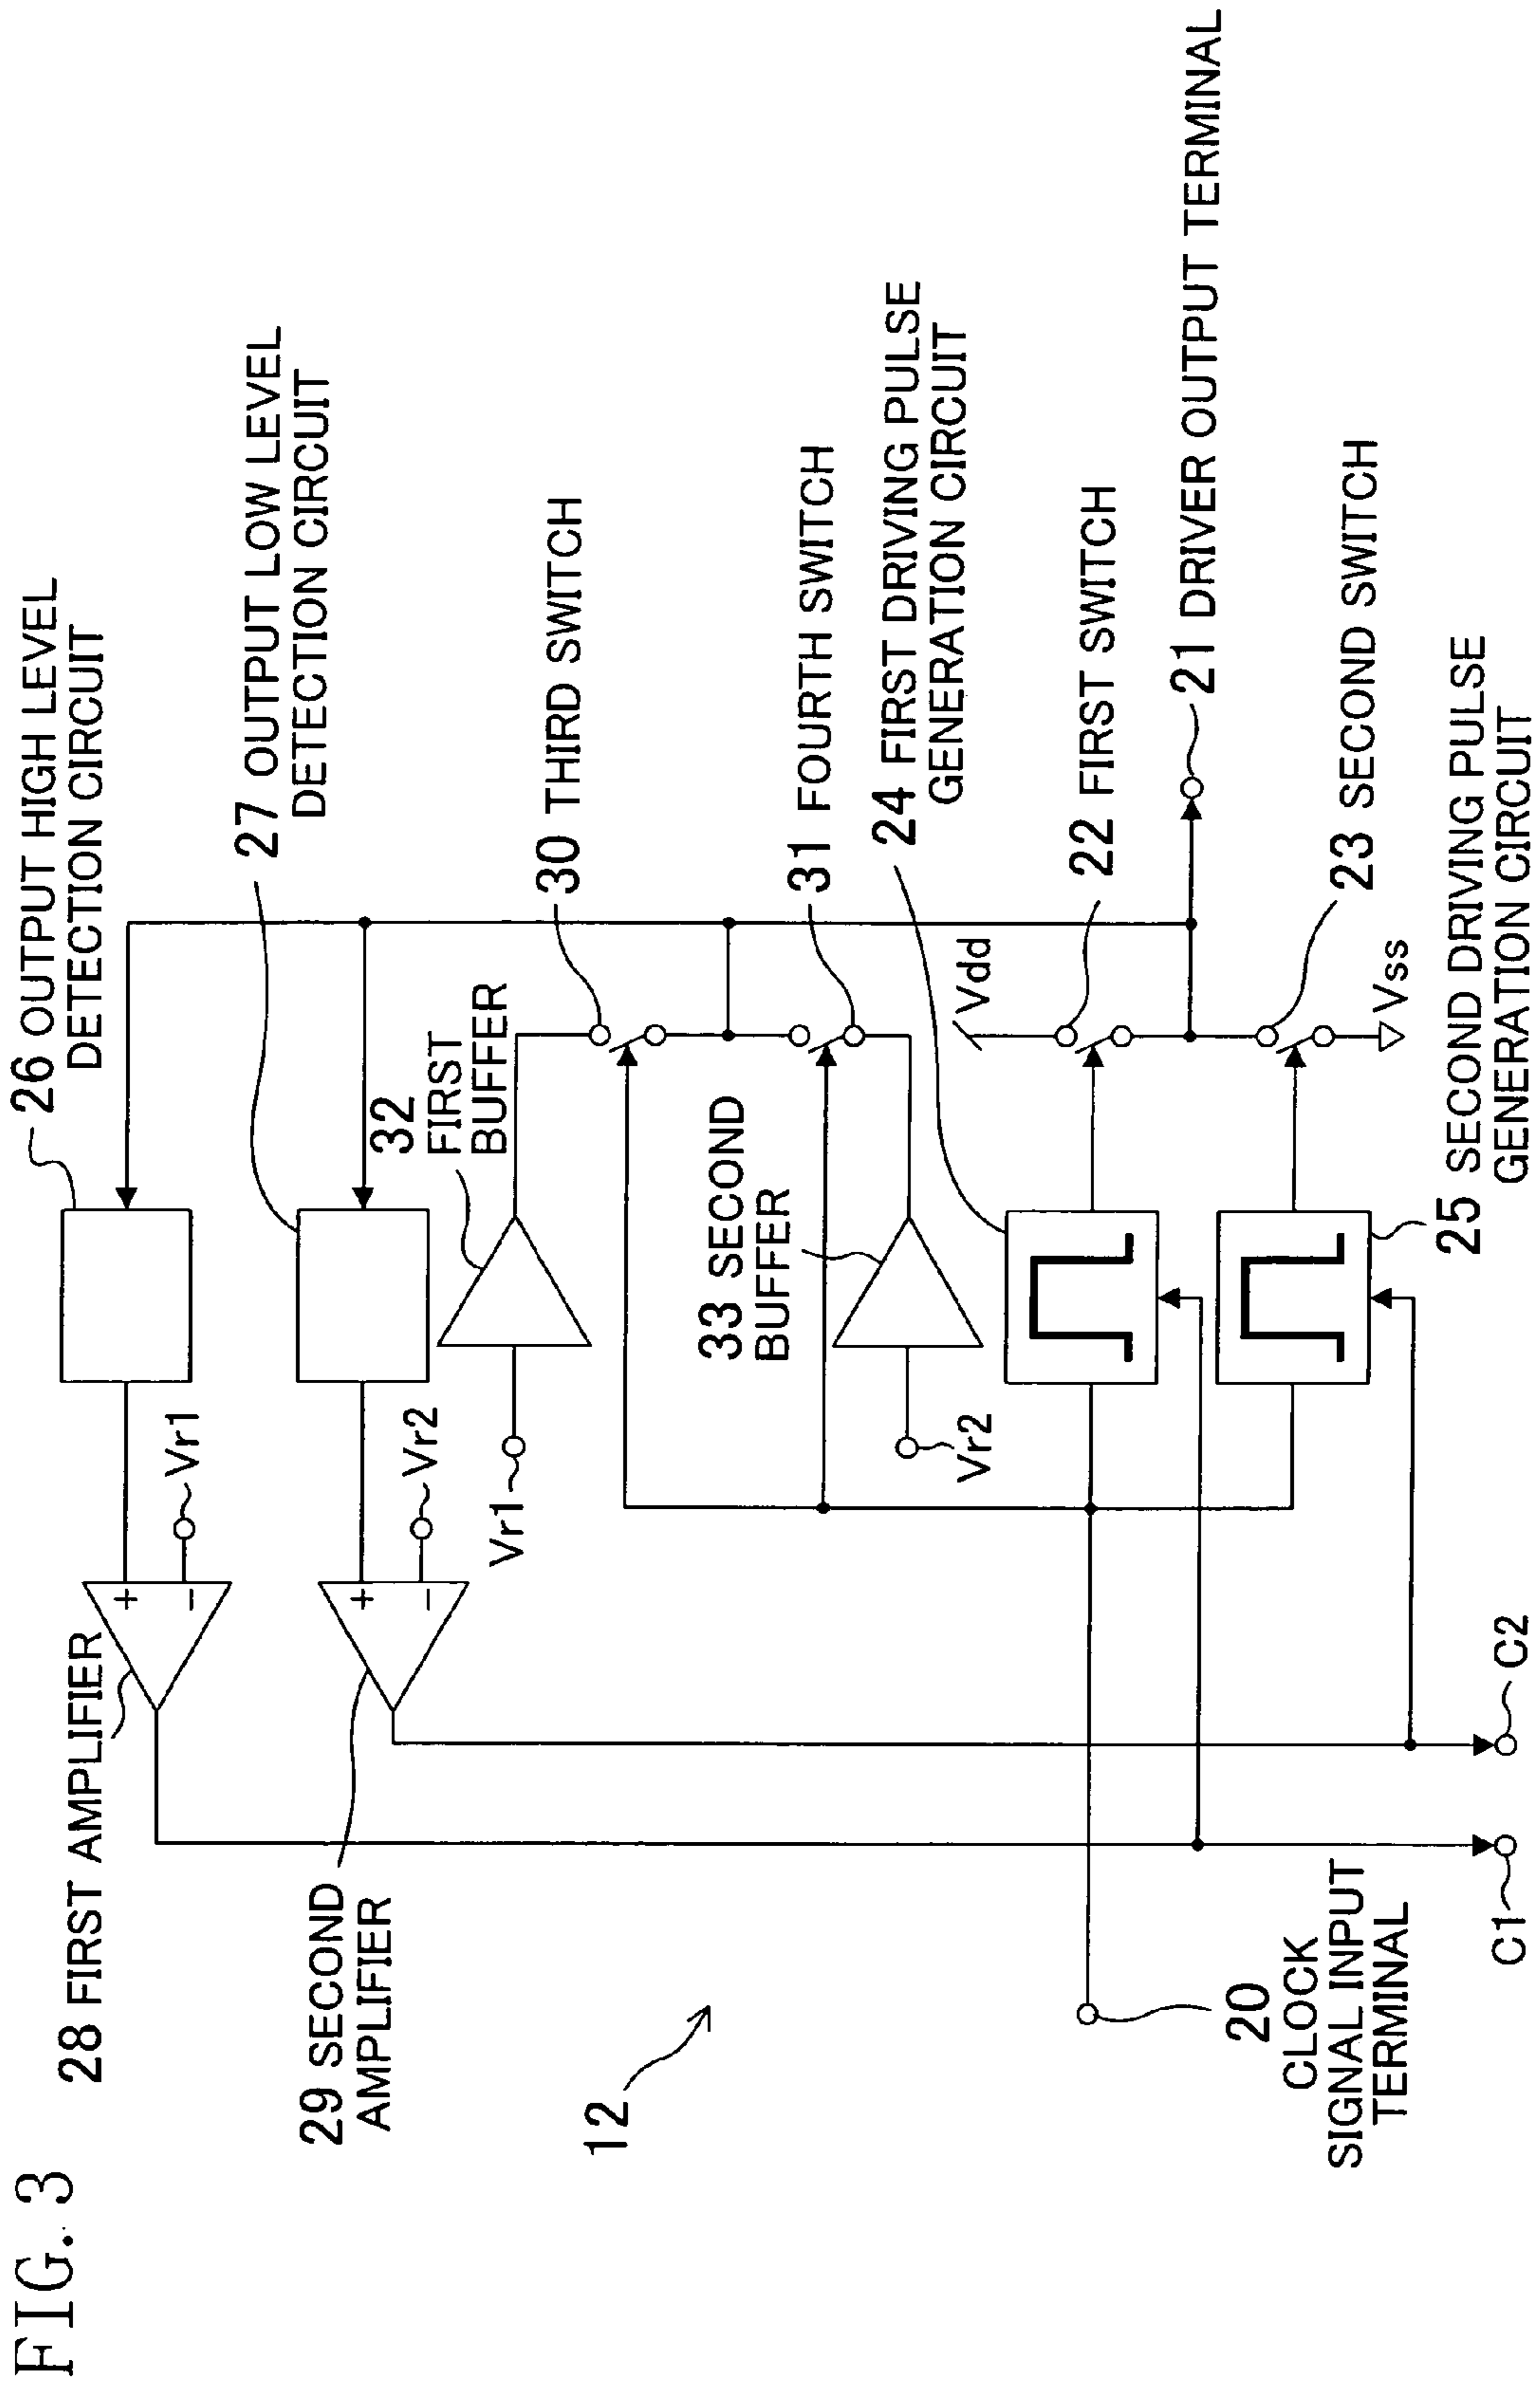 FIG. 3
26 OUTPUT HIGH LEVEL
DETECTION CIRCUIT
28 FIRST AMPLIFIER
+
−
Vr1
27 OUTPUT LOW LEVEL
DETECTION CIRCUIT
29 SECOND
AMPLIFIER
+
−
Vr2
32
FIRST
BUFFER
Vr1
30 THIRD SWITCH
12
33 SECOND
BUFFER
31 FOURTH SWITCH
Vr2
24 FIRST DRIVING PULSE
GENERATION CIRCUIT
Vdd
22 FIRST SWITCH
21 DRIVER OUTPUT TERMINAL
20
CLOCK
SIGNAL INPUT
TERMINAL
23 SECOND SWITCH
Vss
25 SECOND DRIVING PULSE
GENERATION CIRCUIT
C1
C2